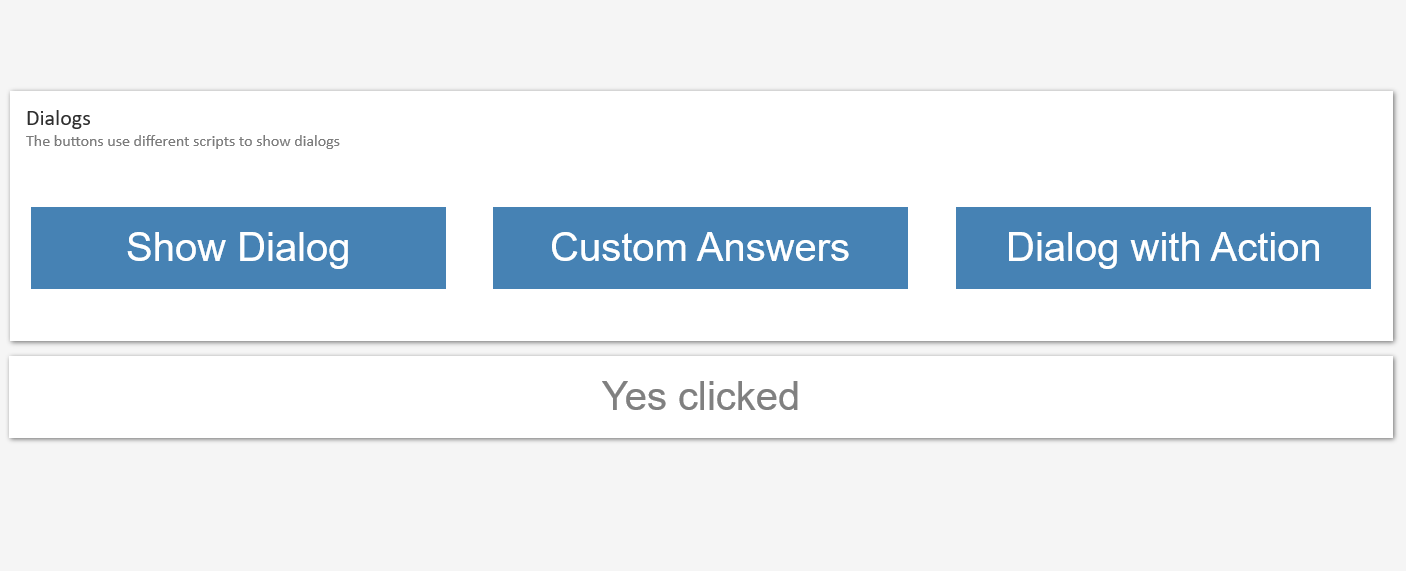 Dialogs
The buttons use different scripts to show dialogs
Show Dialog
Custom Answers
Dialog with Action
Yes clicked